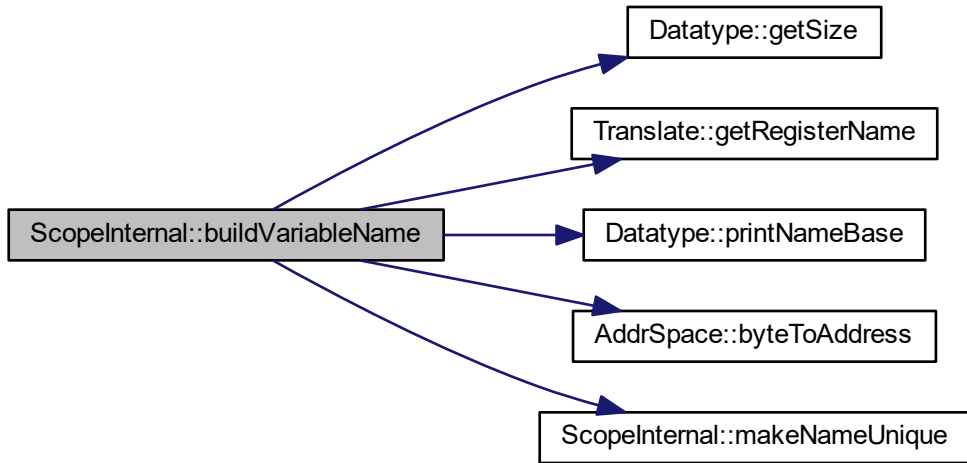 Datatype::getSize
Translate::getRegisterName
ScopeInternal::buildVariableName
Datatype::printNameBase
AddrSpace::byteToAddress
ScopeInternal::makeNameUnique